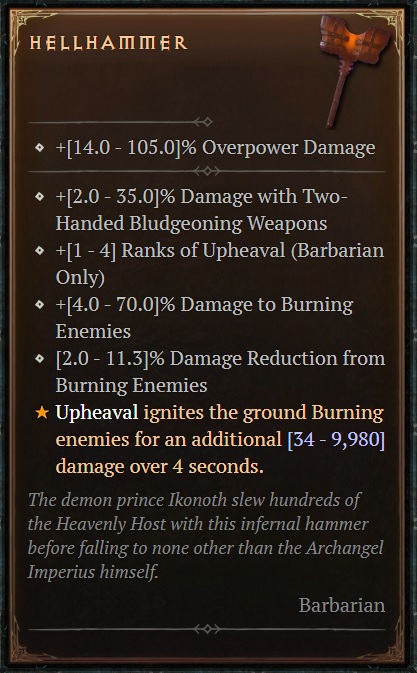 HELLHAMMER
+[14.0 - 105.0]% Overpower Damage
+[2.0 - 35.0]% Damage with Two-
Handed Bludgeoning Weapons
+[1 - 4] Ranks of Upheaval (Barbarian
Only)
+[4.0 - 70.0]% Damage to Burning
Enemies
[2.0 - 11.3]% Damage Reduction from
Burning Enemies
Upheaval ignites the ground Burning
enemies for an additional [34 - 9,980]
damage over 4 seconds.
The demon prince Ikonoth slew hundreds of
the Heavenly Host with this infernal hammer
before falling to none other than the Archangel
Imperius himself.
Barbarian